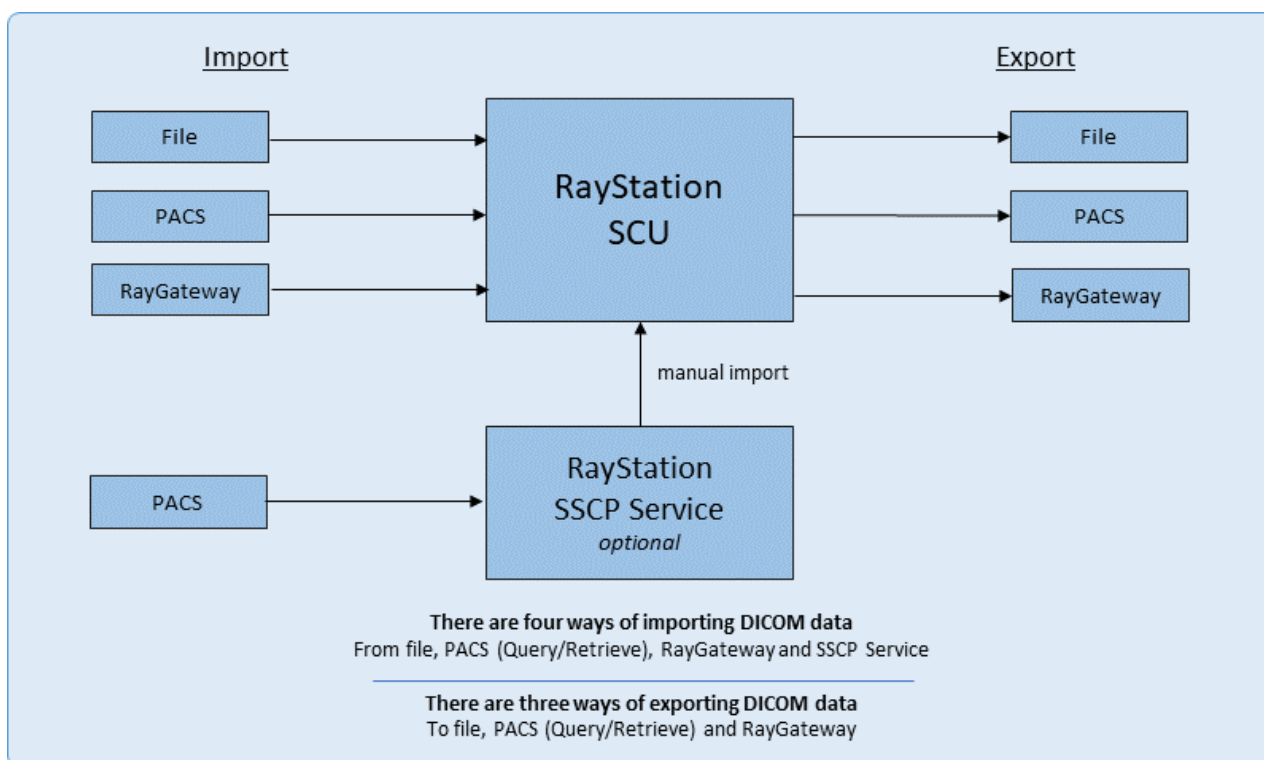 Import
Export
File
PACS
RayGateway
RayStation
SCU
File
PACS
RayGateway
manual import
PACS
RayStation
SSCP Service
optional
There are four ways of importing DICOM data
From file, PACS (Query/Retrieve), RayGateway and SSCP Service
There are three ways of exporting DICOM data
To file, PACS (Query/Retrieve) and RayGateway